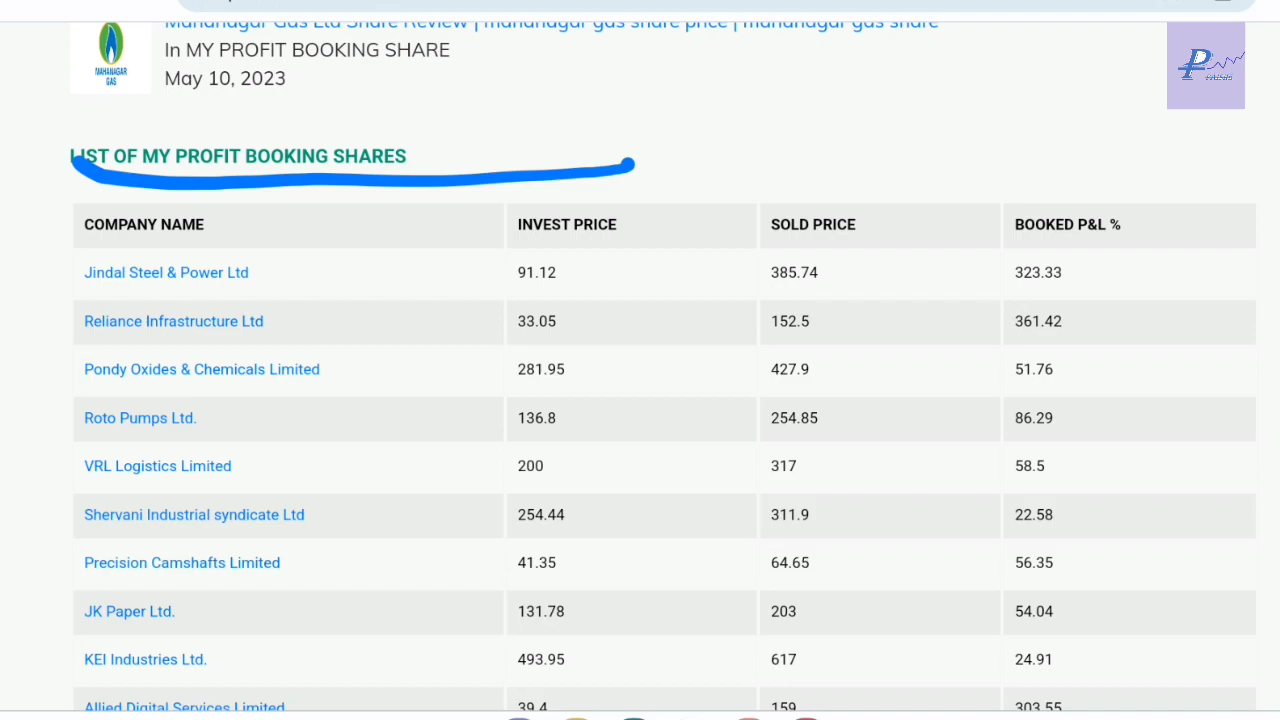 Mahanagar Gas Ltd Share Review | mahanagar gas share price | mahanagar gas share
In MY PROFIT BOOKING SHARE
May 10, 2023
MAHANAGAR
GAS
LIST OF MY PROFIT BOOKING SHARES
COMPANY NAME INVEST PRICE SOLD PRICE BOOKED P&L %
Jindal Steel & Power Ltd 91.12 385.74 323.33
Reliance Infrastructure Ltd 33.05 152.5 361.42
Pondy Oxides & Chemicals Limited 281.95 427.9 51.76
Roto Pumps Ltd. 136.8 254.85 86.29
VRL Logistics Limited 200 317 58.5
Shervani Industrial syndicate Ltd 254.44 311.9 22.58
Precision Camshafts Limited 41.35 64.65 56.35
JK Paper Ltd. 131.78 203 54.04
KEI Industries Ltd. 493.95 617 24.91
Allied Digital Services Limited 39.4 159 303.55